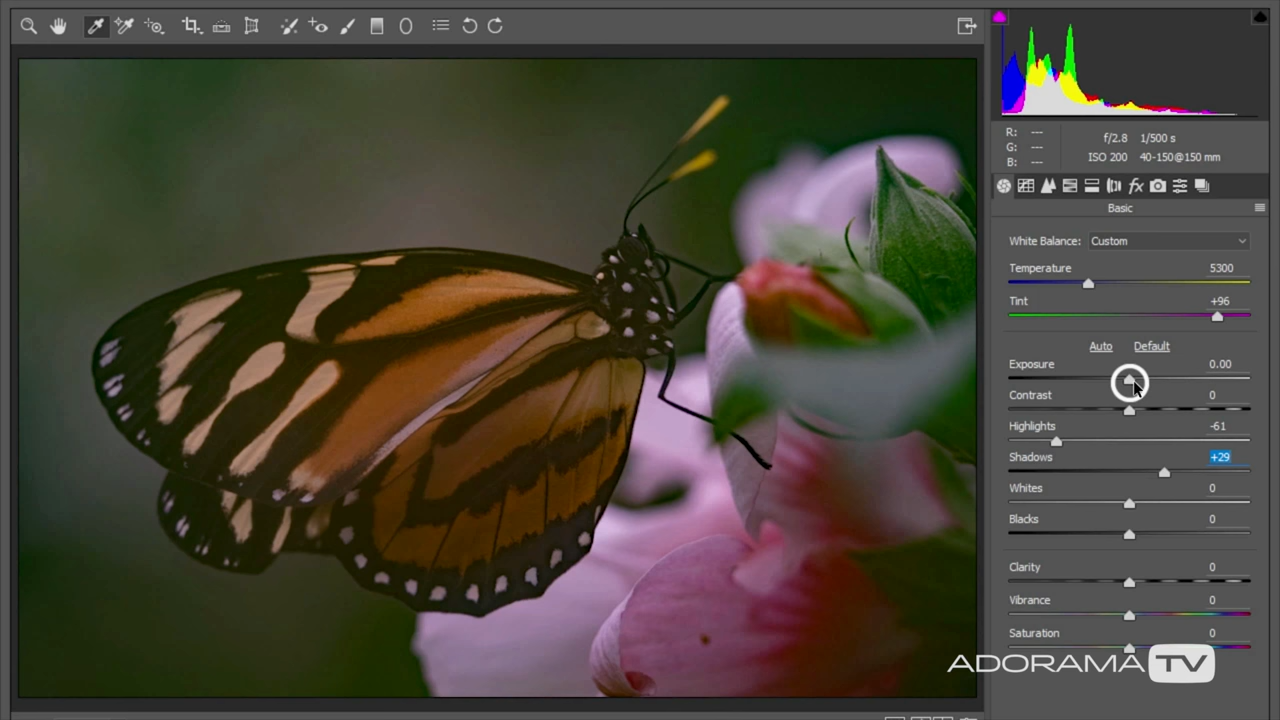 R: ---
G: ---
B: ---
f/2.8 1/500 s
ISO 200 40-150@150 mm
fx
Basic
White Balance: Custom
Temperature 5300
Tint +96
Auto Default
Exposure 0.00
Contrast 0
Highlights -61
Shadows +29
Whites 0
Blacks 0
Clarity 0
Vibrance 0
Saturation 0
ADORAMA TV